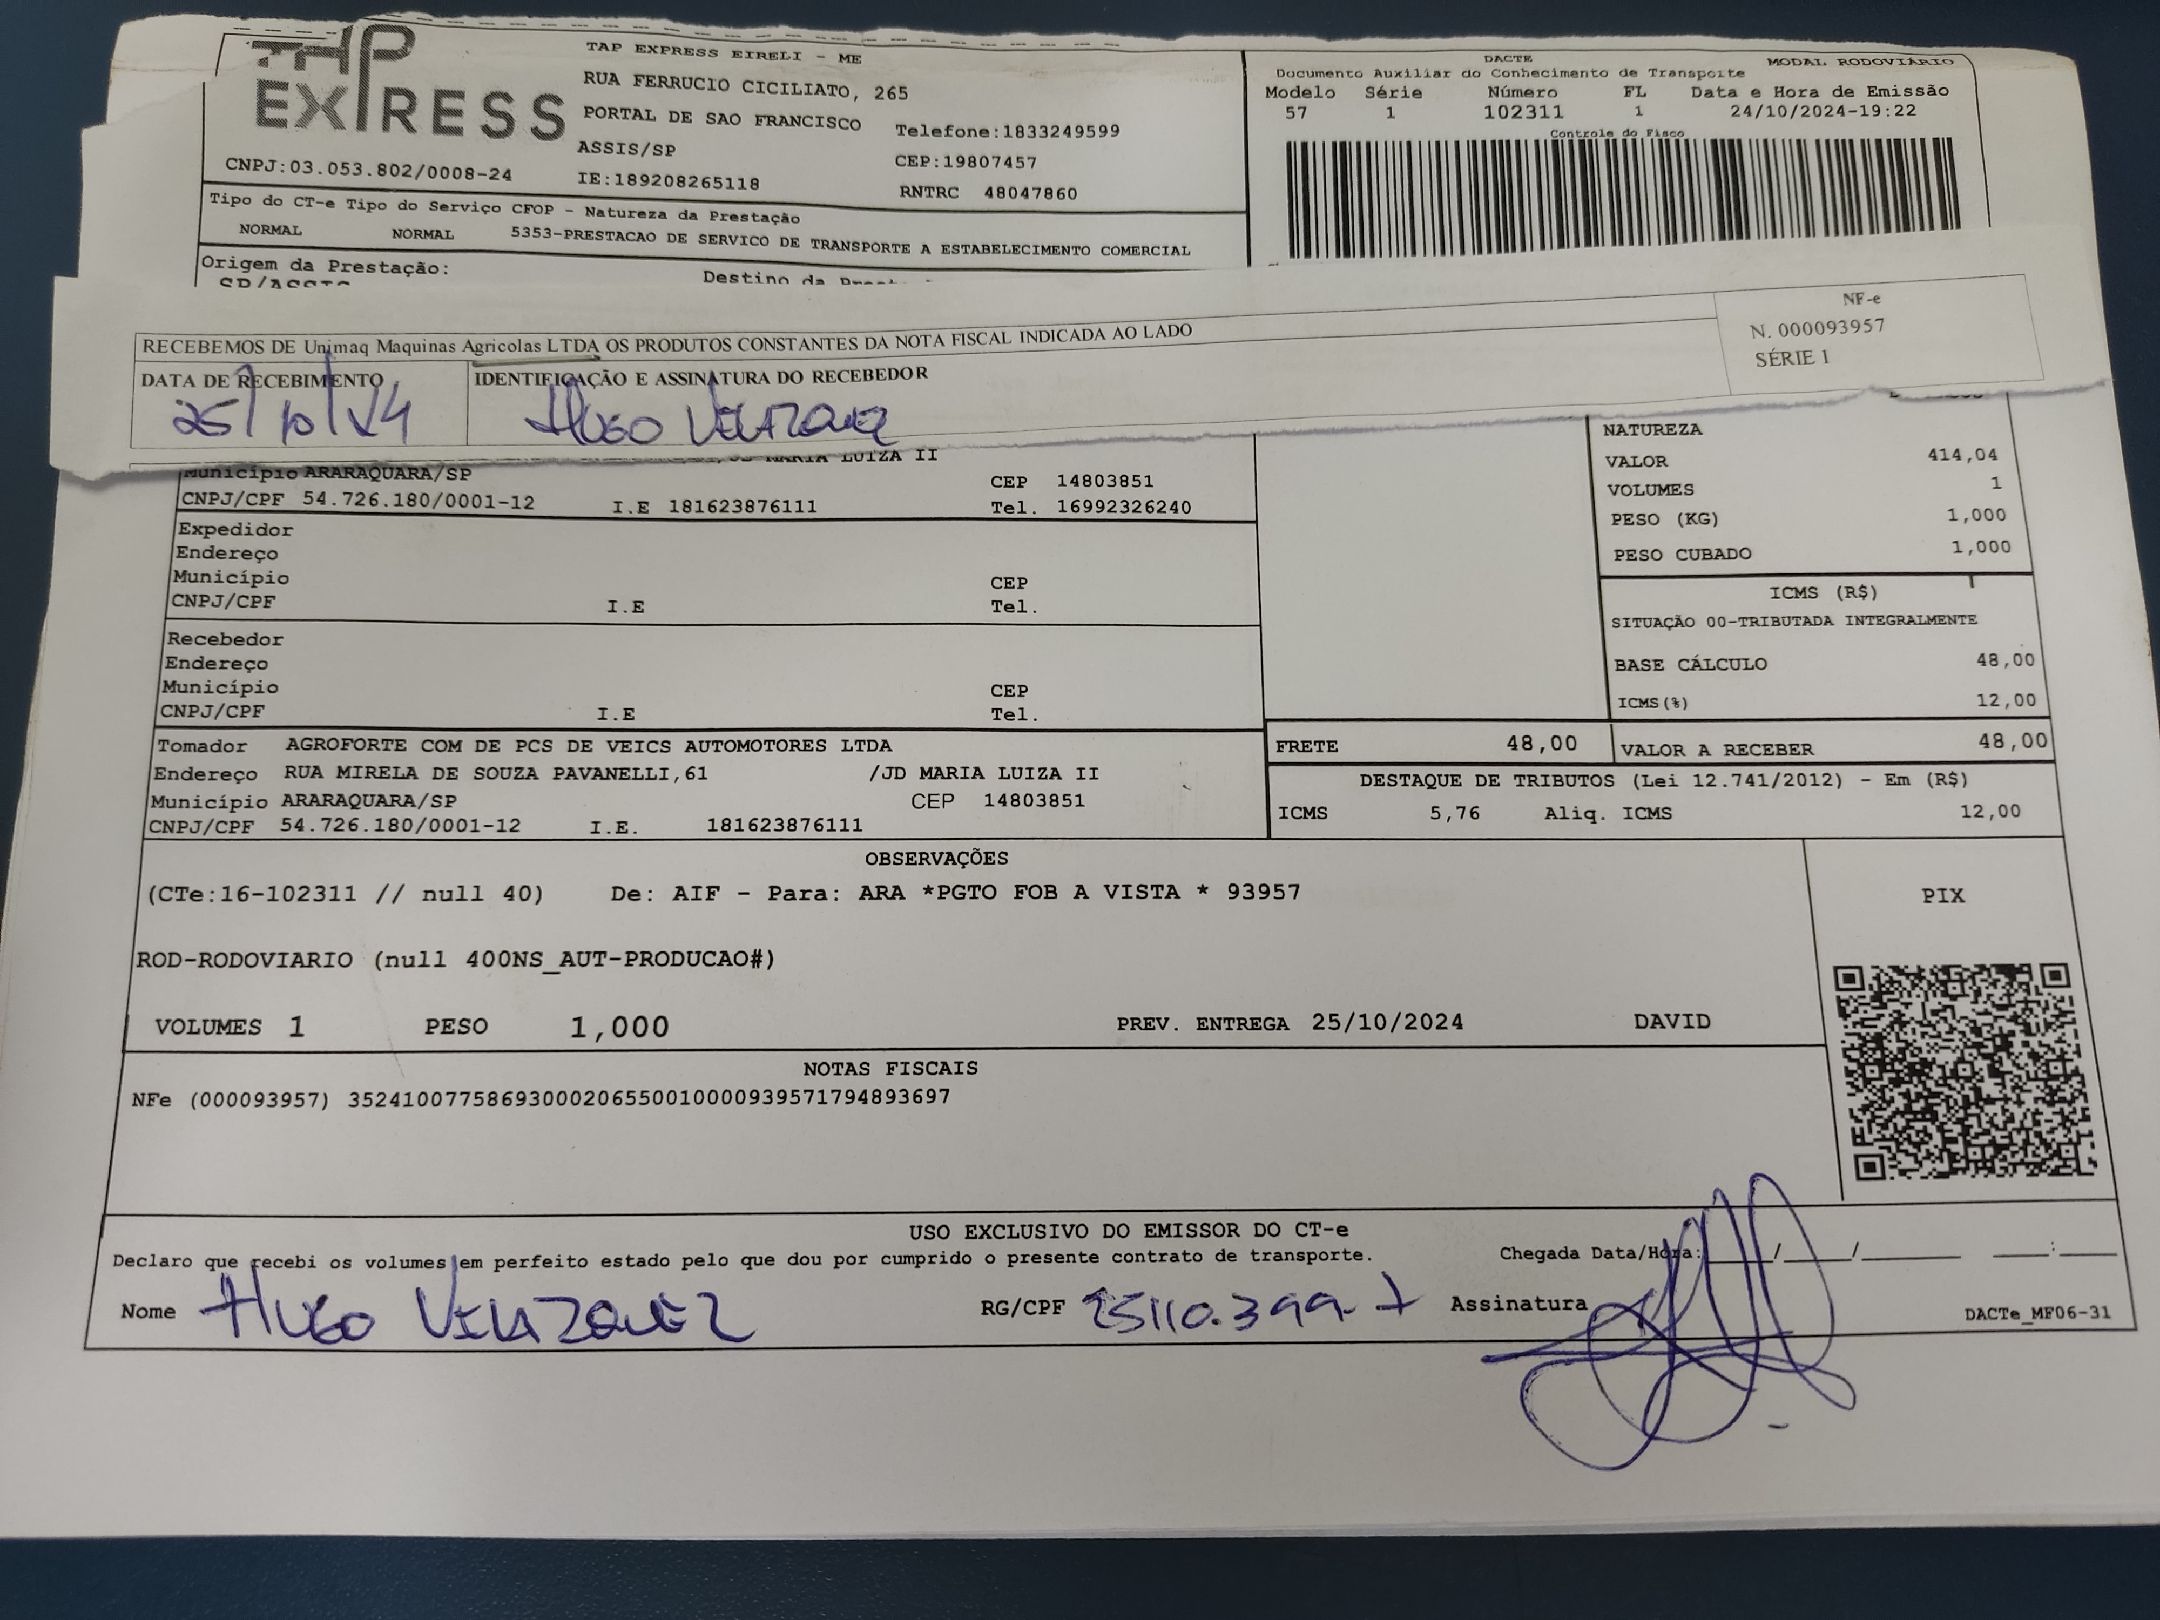 TAP
EXPRESS
CNPJ:03.053.802/0008-24
TAP EXPRESS EIRELI - ME
RUA FERRUCIO CICILIATO, 265
PORTAL DE SAO FRANCISCO
ASSIS/SP
IE:189208265118
Telefone:1833249599
CEP:19807457
RNTRC 48047860
DACTE MODAL RODOVIÁRIO
Documento Auxiliar do Conhecimento de Transporte
Modelo Série Número FL Data e Hora de Emissão
57 1 102311 1 24/10/2024-19:22
Controle do Fisco
Tipo do CT-e Tipo do Serviço CFOP - Natureza da Prestação
NORMAL NORMAL 5353-PRESTACAO DE SERVICO DE TRANSPORTE A ESTABELECIMENTO COMERCIAL
Origem da Prestação: Destino da
SP/ASSIS
RECEBEMOS DE Unimaq Maquinas Agricolas LTDA OS PRODUTOS CONSTANTES DA NOTA FISCAL INDICADA AO LADO
DATA DE RECEBIMENTO
25/10/24
IDENTIFICAÇÃO E ASSINATURA DO RECEBEDOR
HUGO VELAZQUEZ
NF-e
N. 000093957
SÉRIE 1
JD MARIA LUIZA II
Município ARARAQUARA/SP CEP 14803851
CNPJ/CPF 54.726.180/0001-12 I.E 181623876111 Tel. 16992326240
Expedidor
Endereço
Município CEP
CNPJ/CPF I.E Tel.
Recebedor
Endereço
Município CEP
CNPJ/CPF I.E Tel.
NATUREZA
VALOR 414,04
VOLUMES 1
PESO (KG) 1,000
PESO CUBADO 1,000
ICMS (R$)
SITUAÇÃO 00-TRIBUTADA INTEGRALMENTE
BASE CÁLCULO 48,00
ICMS(%) 12,00
Tomador AGROFORTE COM DE PCS DE VEICS AUTOMOTORES LTDA
Endereço RUA MIRELA DE SOUZA PAVANELLI,61 /JD MARIA LUIZA II
Município ARARAQUARA/SP CEP 14803851
CNPJ/CPF 54.726.180/0001-12 I.E. 181623876111
FRETE 48,00 VALOR A RECEBER 48,00
DESTAQUE DE TRIBUTOS (Lei 12.741/2012) - Em (R$)
ICMS 5,76 Aliq. ICMS 12,00
OBSERVAÇÕES
(CTe:16-102311 // null 40) De: AIF - Para: ARA *PGTO FOB A VISTA * 93957
ROD-RODOVIARIO (null 400NS_AUT-PRODUCAO#)
VOLUMES 1 PESO 1,000 PREV. ENTREGA 25/10/2024 DAVID
PIX
NOTAS FISCAIS
NFe (000093957) 35241007758693000206550010000939571794893697
USO EXCLUSIVO DO EMISSOR DO CT-e
Declaro que recebi os volumes em perfeito estado pelo que dou por cumprido o presente contrato de transporte. Chegada Data/Hora: / / :
Nome HUGO VELAZQUEZ RG/CPF 25110.399-7 Assinatura
DACTe_MF06-31